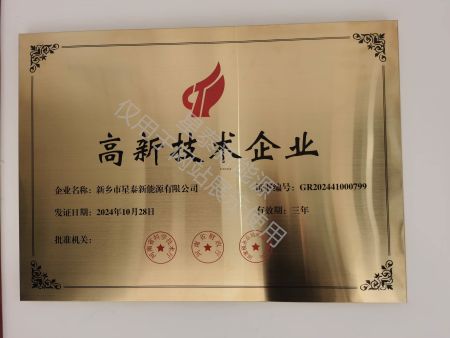 高新技术企业
企业名称：新乡市星泰新能源有限公司
证书编号：GR202441000799
发证日期：2024年10月28日
有效期：三年
批准机关：